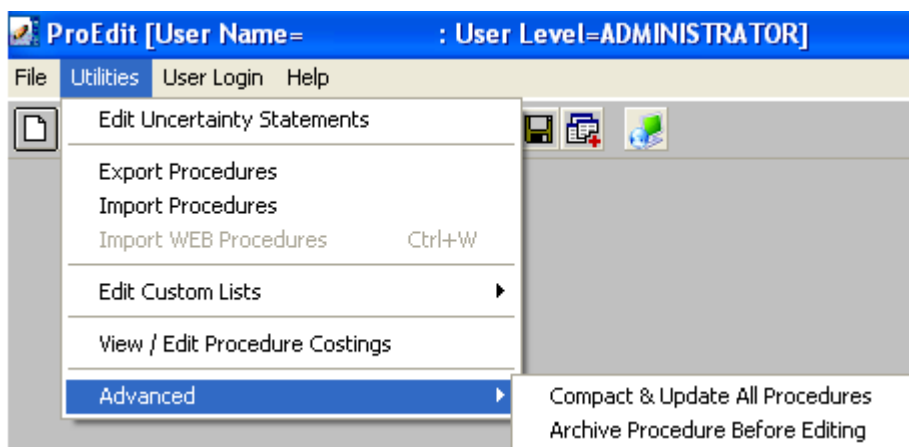 ProEdit [User Name= : User Level=ADMINISTRATOR]
File Utilities User Login Help
Edit Uncertainty Statements
Export Procedures
Import Procedures
Import WEB Procedures Ctrl+W
Edit Custom Lists
View / Edit Procedure Costings
Advanced
Compact & Update All Procedures
Archive Procedure Before Editing